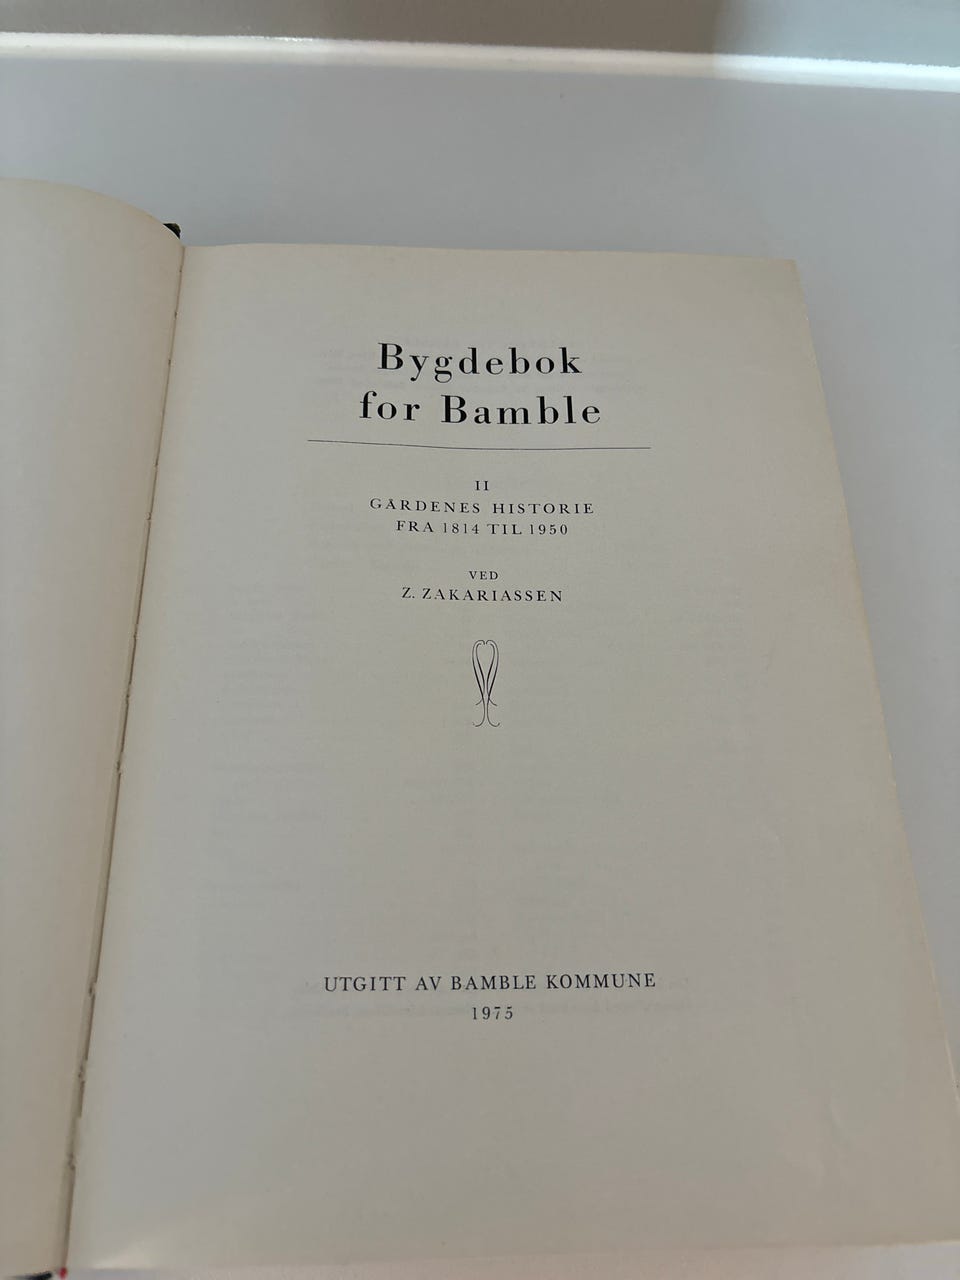 Bygdebok
for Bamble
II
GÅRDENES HISTORIE
FRA 1814 TIL 1950
VED
Z. ZAKARIASSEN
UTGITT AV BAMBLE KOMMUNE
1975